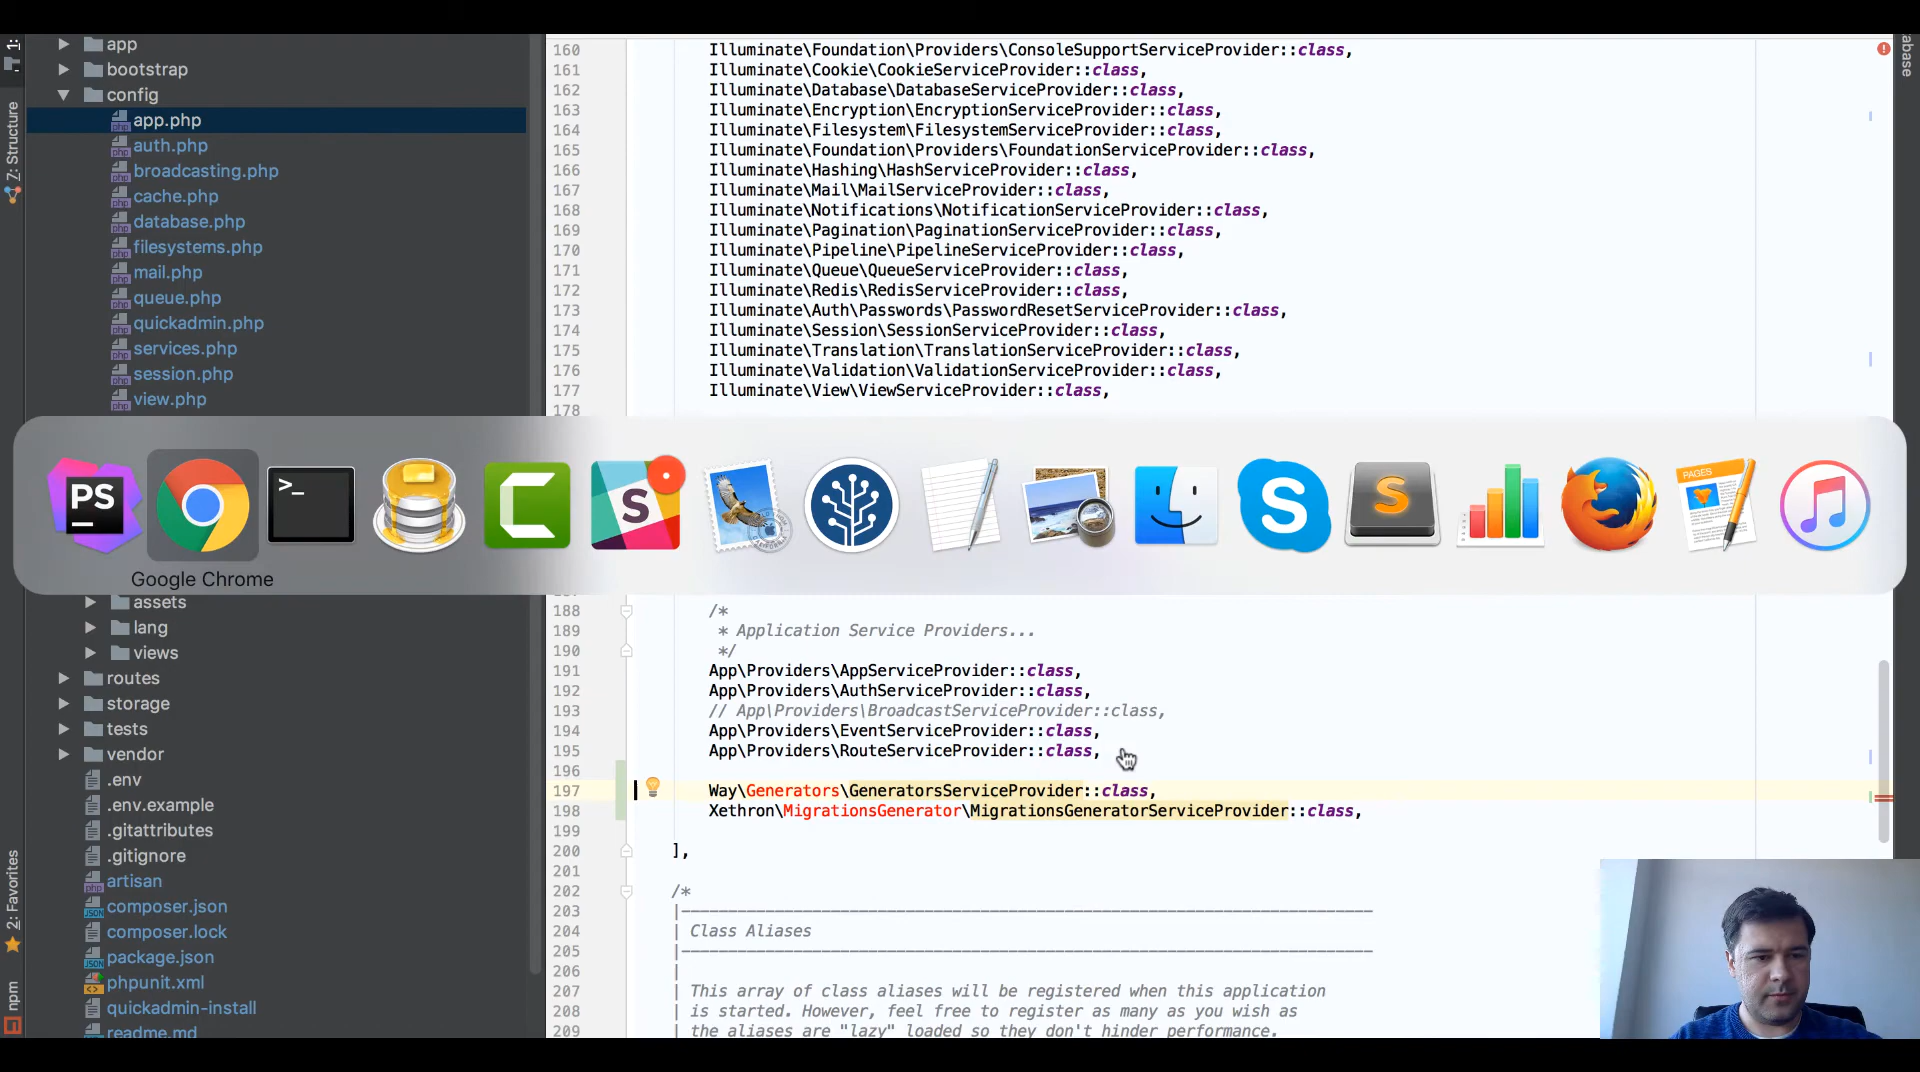 1:
7: Structure
2: Favorites
npm
app
bootstrap
config
app.php
auth.php
broadcasting.php
cache.php
database.php
filesystems.php
mail.php
queue.php
quickadmin.php
services.php
session.php
view.php
160 Illuminate\Foundation\Providers\ConsoleSupportServiceProvider::class,
161 Illuminate\Cookie\CookieServiceProvider::class,
162 Illuminate\Database\DatabaseServiceProvider::class,
163 Illuminate\Encryption\EncryptionServiceProvider::class,
164 Illuminate\Filesystem\FilesystemServiceProvider::class,
165 Illuminate\Foundation\Providers\FoundationServiceProvider::class,
166 Illuminate\Hashing\HashServiceProvider::class,
167 Illuminate\Mail\MailServiceProvider::class,
168 Illuminate\Notifications\NotificationServiceProvider::class,
169 Illuminate\Pagination\PaginationServiceProvider::class,
170 Illuminate\Pipeline\PipelineServiceProvider::class,
171 Illuminate\Queue\QueueServiceProvider::class,
172 Illuminate\Redis\RedisServiceProvider::class,
173 Illuminate\Auth\Passwords\PasswordResetServiceProvider::class,
174 Illuminate\Session\SessionServiceProvider::class,
175 Illuminate\Translation\TranslationServiceProvider::class,
176 Illuminate\Validation\ValidationServiceProvider::class,
177 Illuminate\View\ViewServiceProvider::class,
178
abase
PS
>_
S
S
S
PAGES
Google Chrome
assets
lang
views
routes
storage
tests
vendor
.env
.env.example
.gitattributes
.gitignore
artisan
composer.json
composer.lock
package.json
phpunit.xml
quickadmin-install
readme.md
188 /*
189 * Application Service Providers...
190 */
191 App\Providers\AppServiceProvider::class,
192 App\Providers\AuthServiceProvider::class,
193 // App\Providers\BroadcastServiceProvider::class,
194 App\Providers\EventServiceProvider::class,
195 App\Providers\RouteServiceProvider::class,
196
197 Way\Generators\GeneratorsServiceProvider::class,
198 Xethron\MigrationsGenerator\MigrationsGeneratorServiceProvider::class,
199
200 ],
201
202 /*
203 |--------------------------------------------------------------------------
204 | Class Aliases
205 |--------------------------------------------------------------------------
206 |
207 | This array of class aliases will be registered when this application
208 | is started. However, feel free to register as many as you wish as
209 | the aliases are "lazy" loaded so they don't hinder performance.